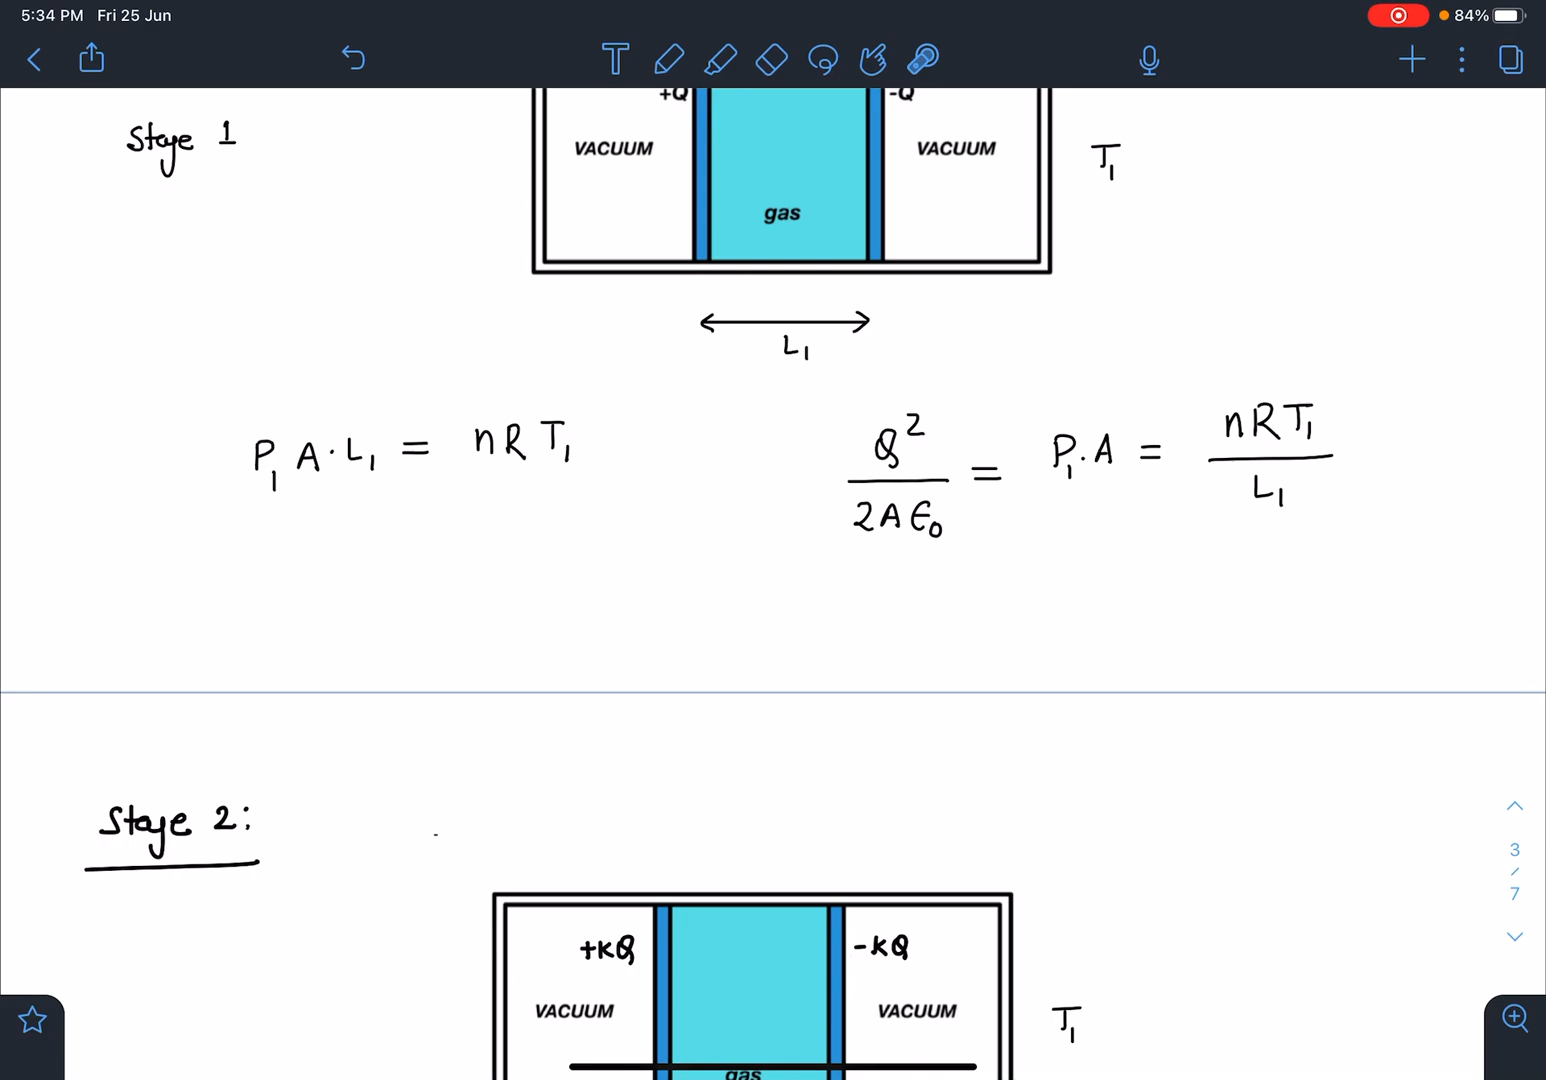 5:34 PM Fri 25 Jun
84%
+Q -Q
Stage 1
VACUUM VACUUM T₁
gas
L₁
P₁ A · L₁ = nRT₁
Q² / 2Aϵ₀ = P₁ · A = nRT₁ / L₁
Stage 2:
3 / 7
+KQ -KQ
VACUUM VACUUM T₁
gas